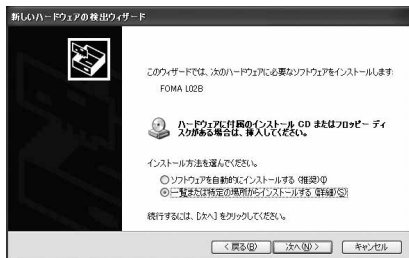 新しいハードウェアの検出ウィザード
このウィザードでは、次のハードウェアに必要なソフトウェアをインストールします:
FOMA L02B
ハードウェアに付属のインストール CD またはフロッピー ディ
スクがある場合は、挿入してください。
インストール方法を選んでください。
ソフトウェアを自動的にインストールする (推奨)(I)
一覧または特定の場所からインストールする (詳細)(S)
続行するには、[次へ] をクリックしてください。
< 戻る(B)
次へ(N) >
キャンセル